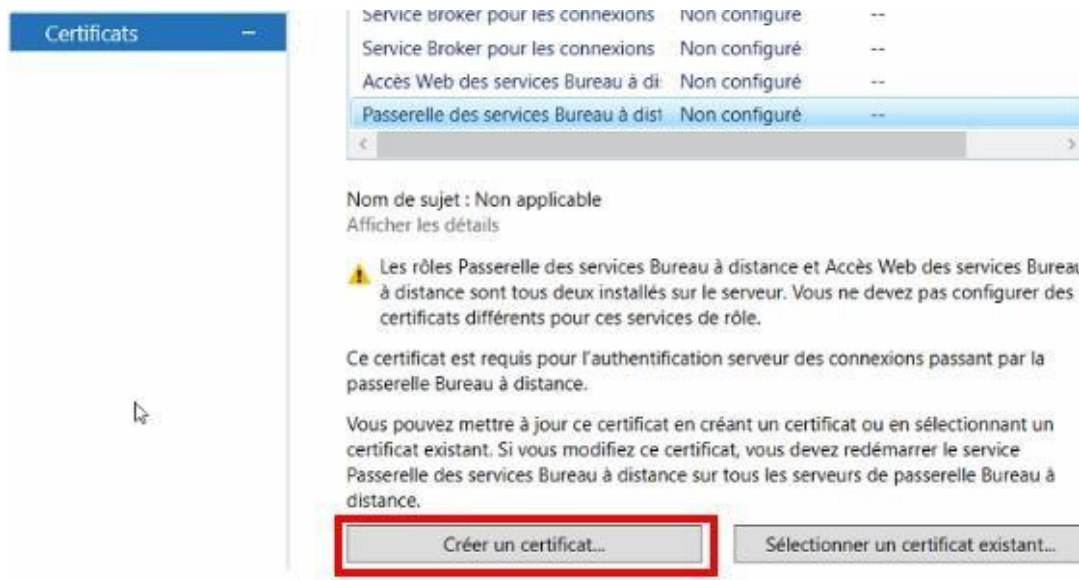 Certificats
Service Broker pour les connexions Non configuré --
Service Broker pour les connexions Non configuré --
Accès Web des services Bureau à di Non configuré --
Passerelle des services Bureau à dist Non configuré --
Nom de sujet : Non applicable
Afficher les détails
Les rôles Passerelle des services Bureau à distance et Accès Web des services Bureau
à distance sont tous deux installés sur le serveur. Vous ne devez pas configurer des
certificats différents pour ces services de rôle.
Ce certificat est requis pour l'authentification serveur des connexions passant par la
passerelle Bureau à distance.
Vous pouvez mettre à jour ce certificat en créant un certificat ou en sélectionnant un
certificat existant. Si vous modifiez ce certificat, vous devez redémarrer le service
Passerelle des services Bureau à distance sur tous les serveurs de passerelle Bureau à
distance.
Créer un certificat... Sélectionner un certificat existant...